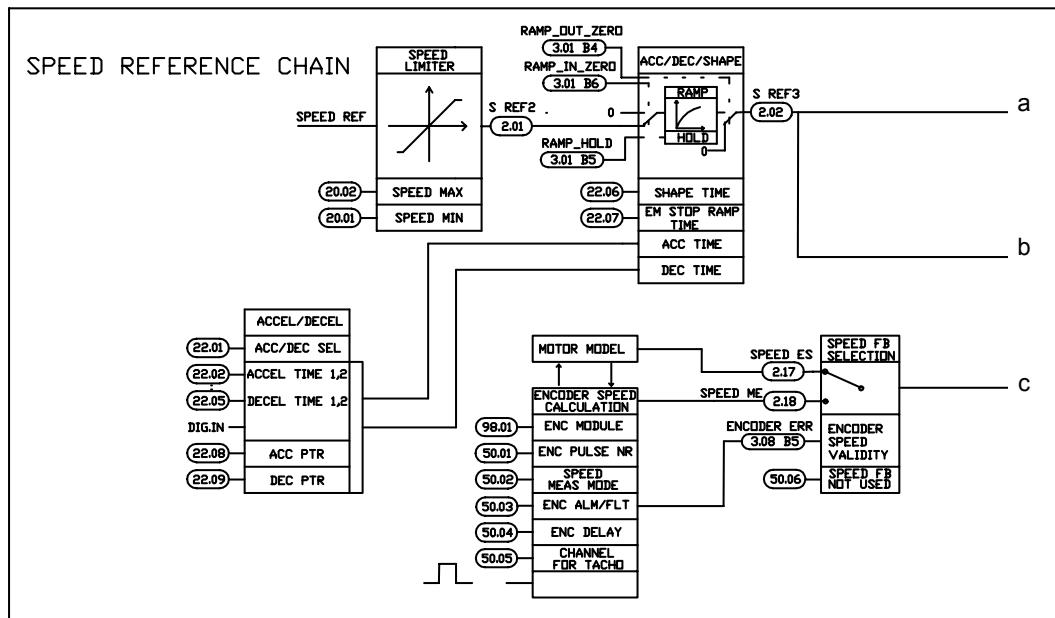 SPEED REFERENCE CHAIN
SPEED REF
SPEED
LIMITER
20.02 SPEED MAX
20.01 SPEED MIN
S REF2
2.01
RAMP_OUT_ZERO
3.01 B4
RAMP_IN_ZERO
3.01 B6
0
RAMP_HOLD
3.01 B5
ACC/DEC/SHAPE
RAMP
HOLD
0
22.06 SHAPE TIME
22.07 EM STOP RAMP
TIME
ACC TIME
DEC TIME
S REF3
2.02
a
b
ACCEL/DECEL
22.01 ACC/DEC SEL
22.02 ACCEL TIME 1,2
22.05 DECEL TIME 1,2
DIG.IN
22.08 ACC PTR
22.09 DEC PTR
MOTOR MODEL
ENCODER SPEED
CALCULATION
98.01 ENC MODULE
50.01 ENC PULSE NR
50.02 SPEED
MEAS MODE
50.03 ENC ALM/FLT
50.04 ENC DELAY
50.05 CHANNEL
FOR TACHO
SPEED ES
2.17
SPEED ME
2.18
ENCODER ERR
3.08 B5
50.06
SPEED FB
SELECTION
ENCODER
SPEED
VALIDITY
SPEED FB
NOT USED
c